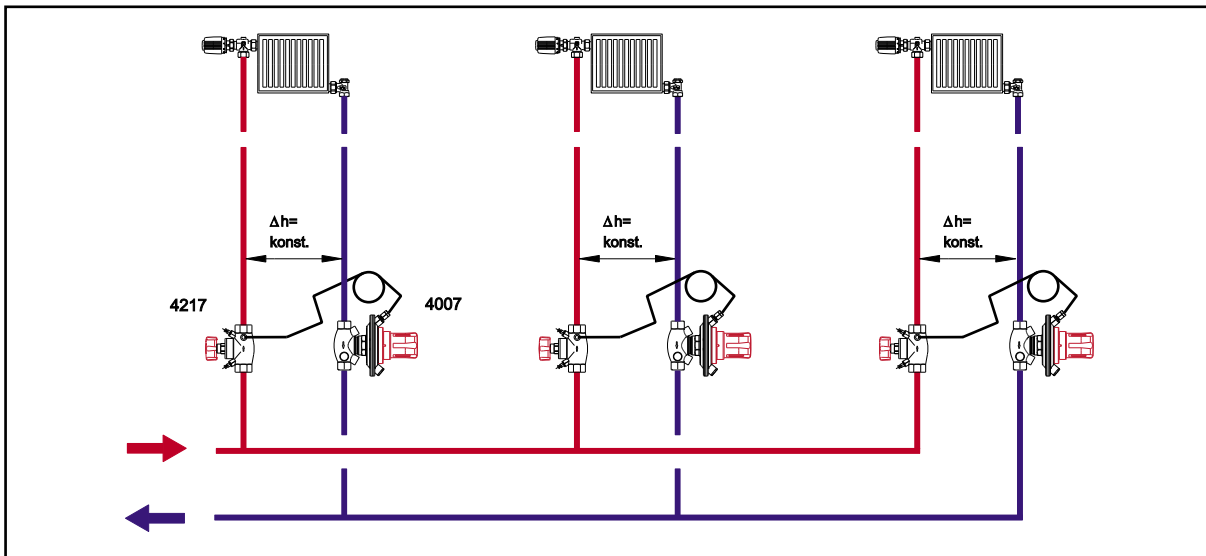 Δh=
konst.
Δh=
konst.
Δh=
konst.
4217
4007